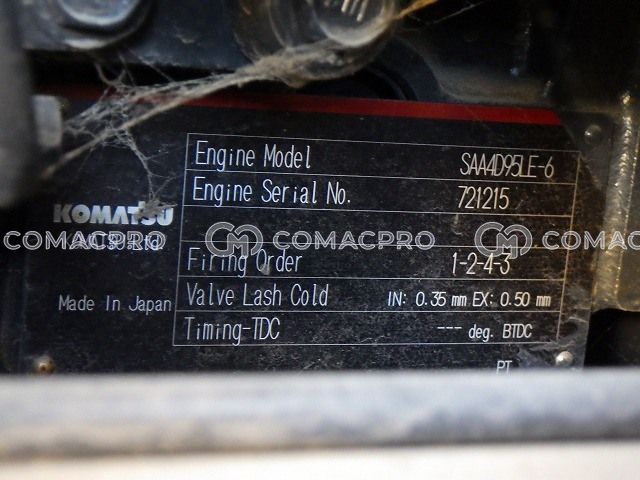 Engine Model SAA4D95LE-6
Engine Serial No. 721215
KOMATSU
COMACPRO COMACPRO COMAC
Firing Order 1-2-4-3
Made In Japan
Valve Lash Cold IN: 0.35 mm EX: 0.50 mm
Timing-TDC --- deg. BTDC
PT